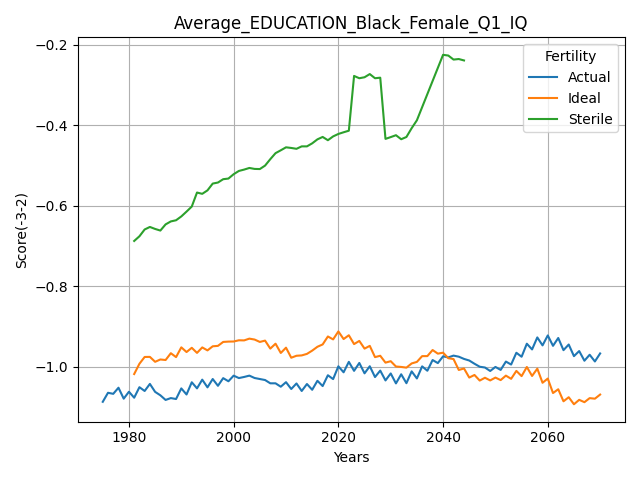 Average_EDUCATION_Black_Female_Q1_IQ
Fertility
Actual
Ideal
Sterile
Score(-3-2)
−0.2
−0.4
−0.6
−0.8
−1.0
1980
2000
2020
2040
2060
Years